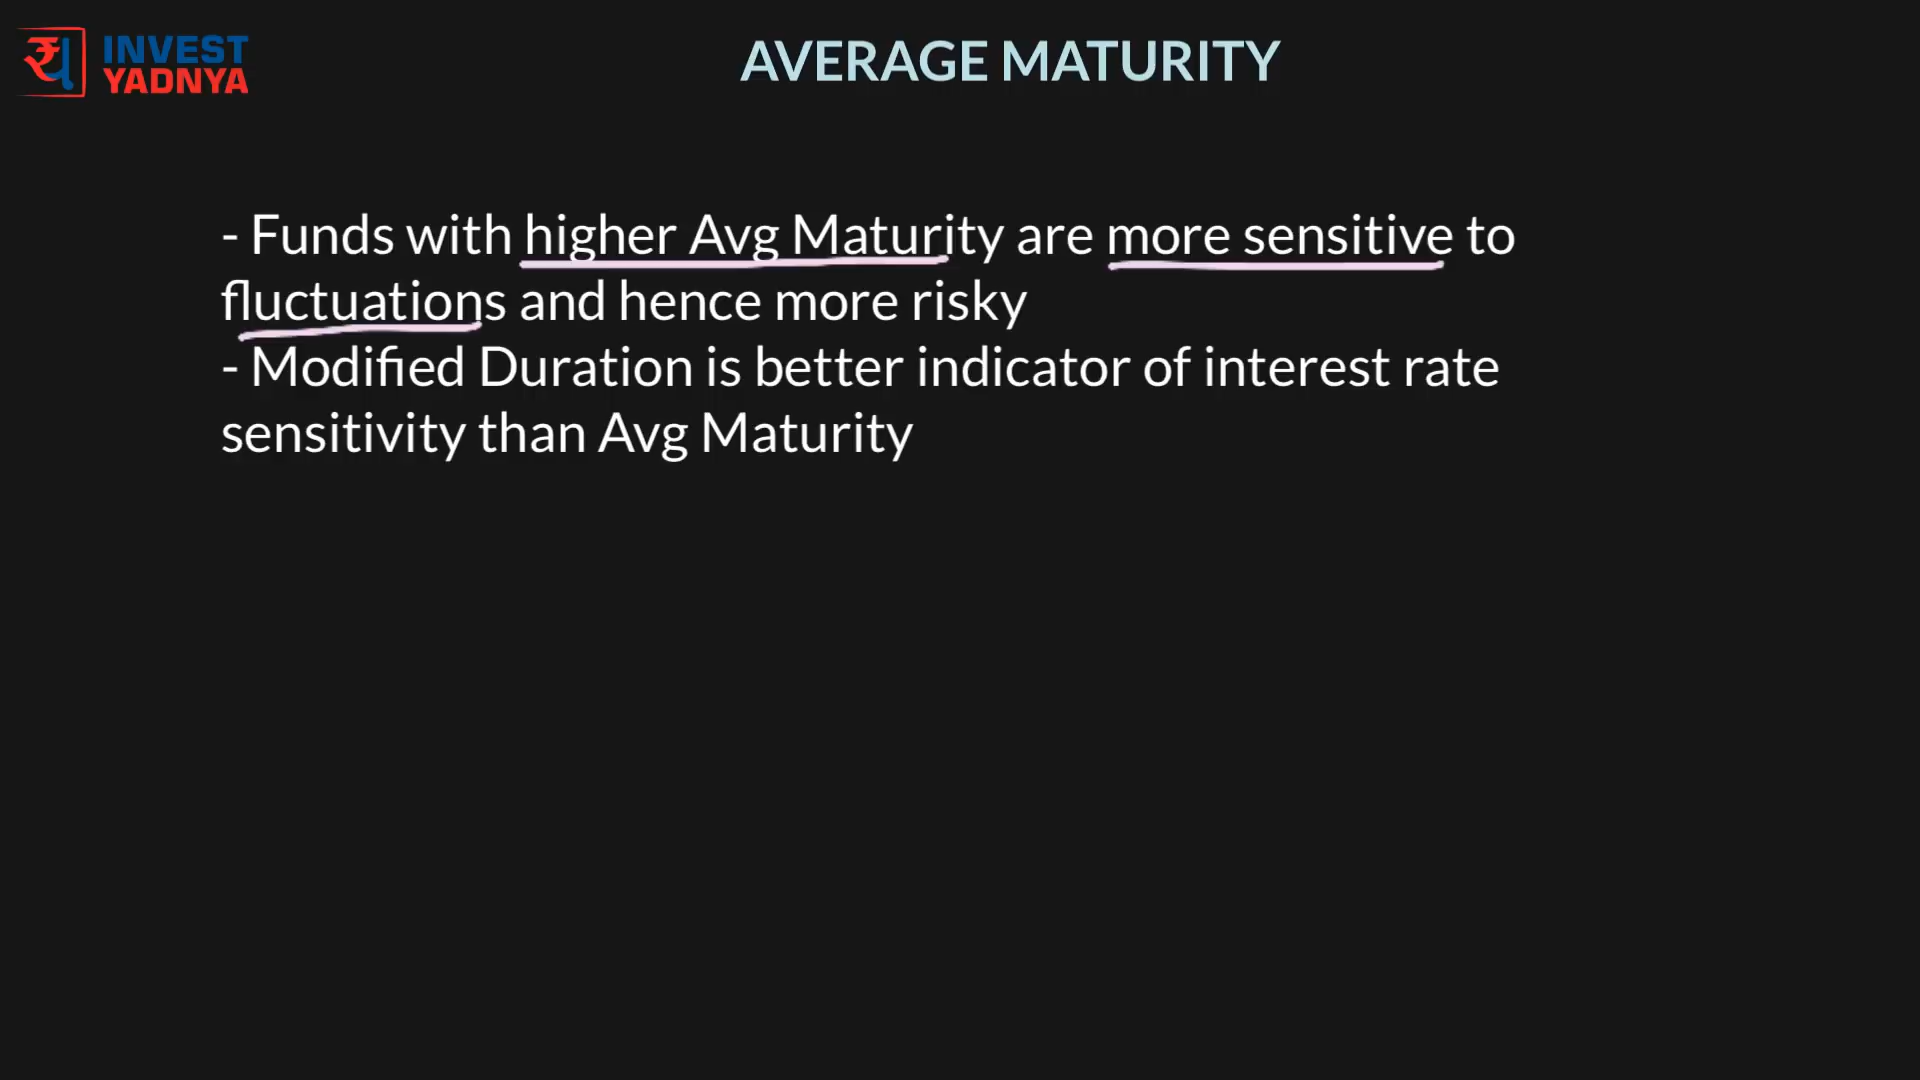 INVEST
YADNYA
AVERAGE MATURITY
- Funds with higher Avg Maturity are more sensitive to
fluctuations and hence more risky
- Modified Duration is better indicator of interest rate
sensitivity than Avg Maturity